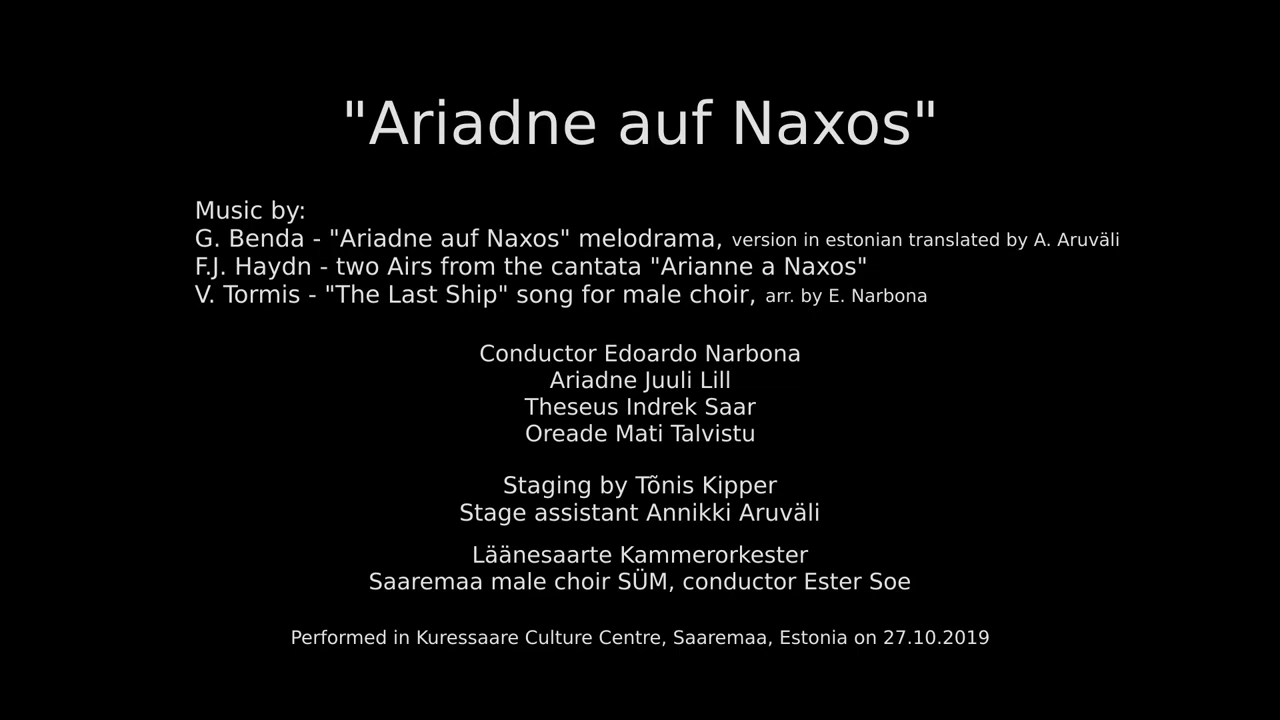 "Ariadne auf Naxos"
Music by:
G. Benda - "Ariadne auf Naxos" melodrama, version in estonian translated by A. Aruväli
F.J. Haydn - two Airs from the cantata "Arianne a Naxos"
V. Tormis - "The Last Ship" song for male choir, arr. by E. Narbona
Conductor Edoardo Narbona
Ariadne Juuli Lill
Theseus Indrek Saar
Oreade Mati Talvistu
Staging by Tõnis Kipper
Stage assistant Annikki Aruväli
Läänesaarte Kammerorkester
Saaremaa male choir SÜM, conductor Ester Soe
Performed in Kuressaare Culture Centre, Saaremaa, Estonia on 27.10.2019